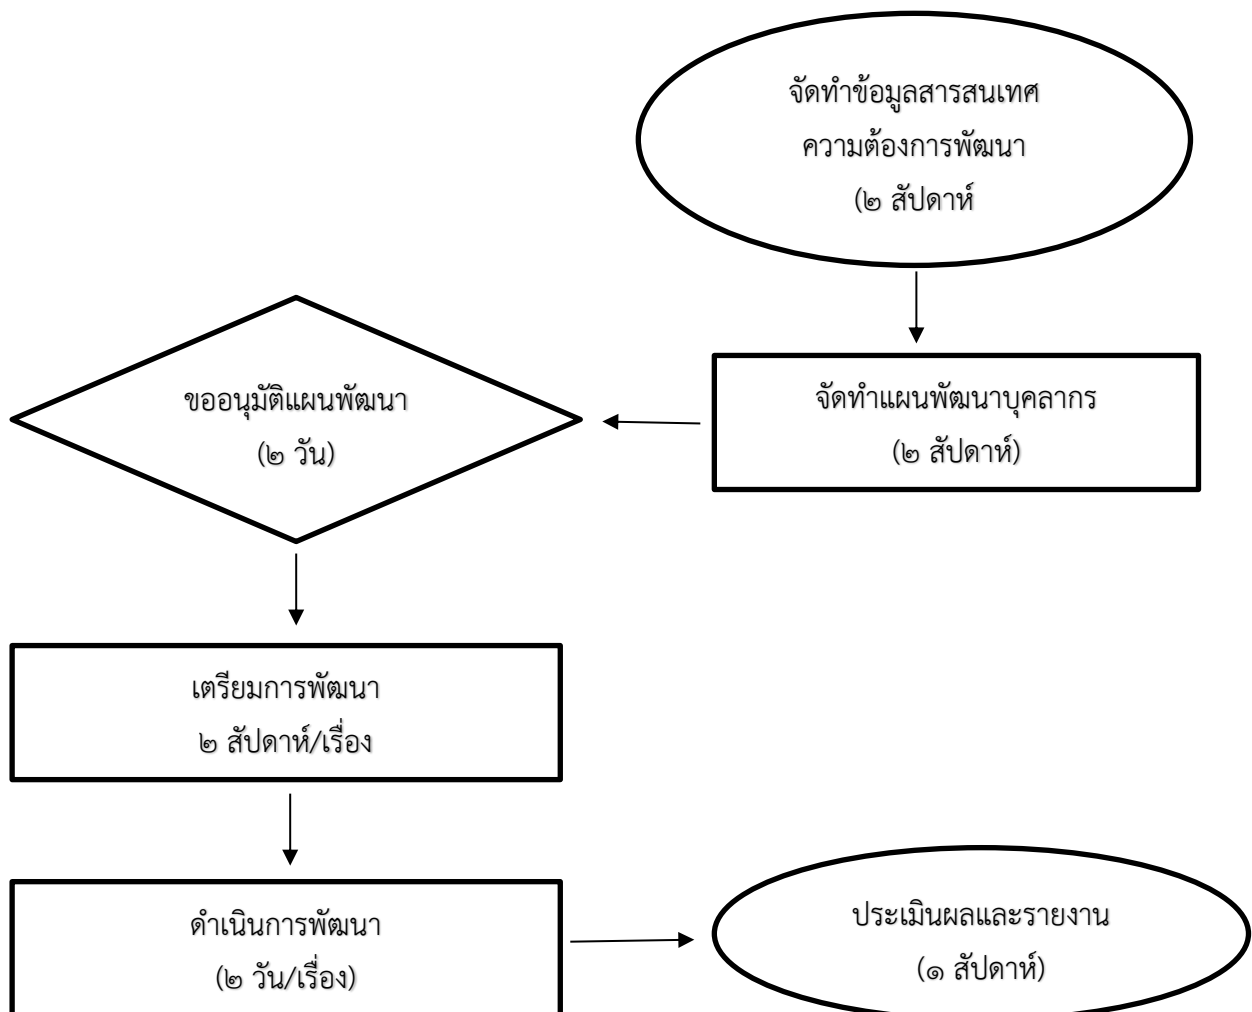 จัดทำข้อมูลสารสนเทศ
ความต้องการพัฒนา
(๒ สัปดาห์
จัดทำแผนพัฒนาบุคลากร
(๒ สัปดาห์)
ขออนุมัติแผนพัฒนา
(๒ วัน)
เตรียมการพัฒนา
๒ สัปดาห์/เรื่อง
ดำเนินการพัฒนา
(๒ วัน/เรื่อง)
ประเมินผลและรายงาน
(๑ สัปดาห์)